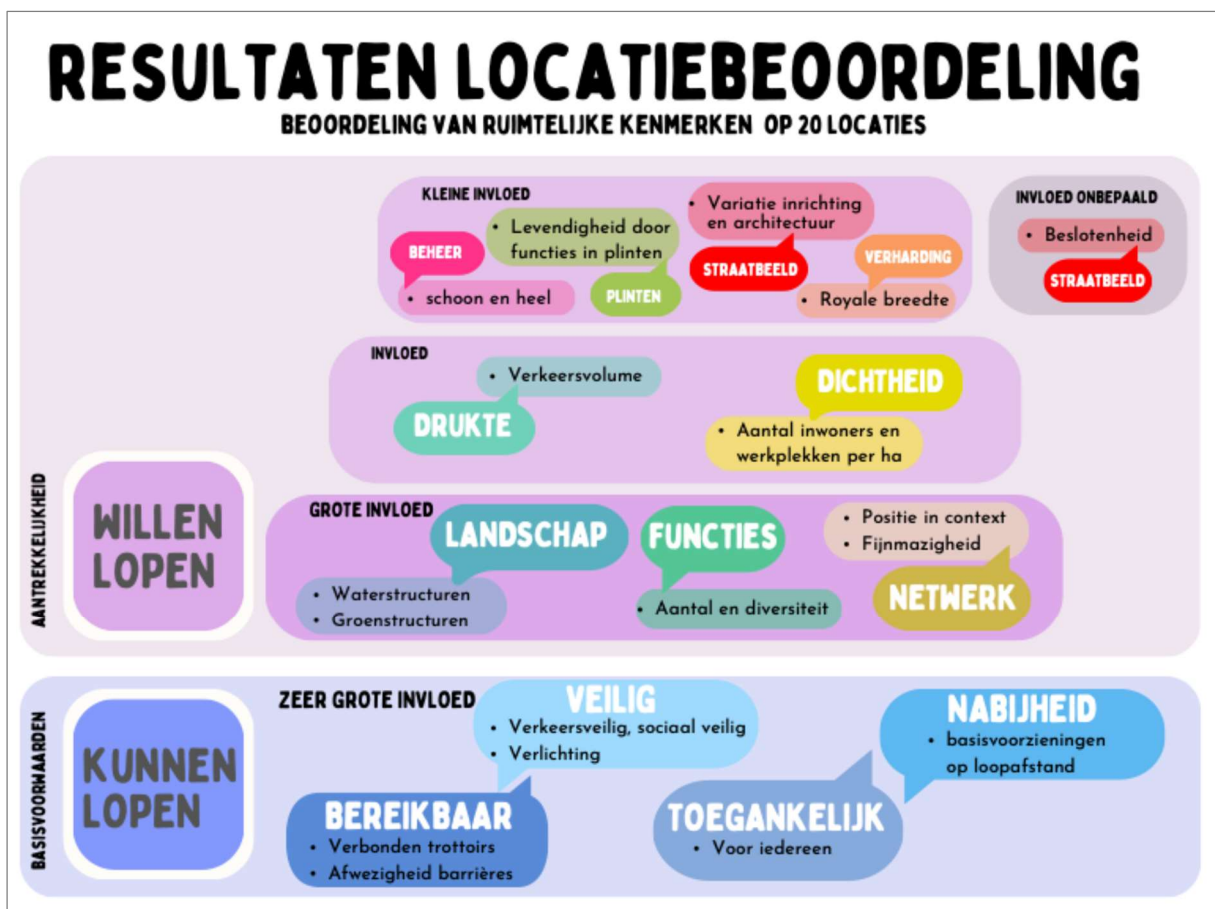 RESULTATEN LOCATIEBEOORDELING
BEOORDELING VAN RUIMTELIJKE KENMERKEN OP 20 LOCATIES
AANTREKKELIJKHEID
WILLEN
LOPEN
KLEINE INVLOED
BEHEER
• schoon en heel
• Levendigheid door
functies in plinten
PLINTEN
• Variatie inrichting
en architectuur
STRAATBEELD
VERHARDING
• Royale breedte
INVLOED ONBEPAALD
• Beslotenheid
STRAATBEELD
INVLOED
• Verkeersvolume
DRUKTE
DICHTHEID
• Aantal inwoners en
werkplekken per ha
GROTE INVLOED
LANDSCHAP
• Waterstructuren
• Groenstructuren
FUNCTIES
• Aantal en diversiteit
• Positie in context
• Fijnmazigheid
NETWERK
BASISVOORWAARDEN
KUNNEN
LOPEN
ZEER GROTE INVLOED
VEILIG
• Verkeersveilig, sociaal veilig
• Verlichting
NABIJHEID
• basisvoorzieningen
op loopafstand
BEREIKBAAR
• Verbonden trottoirs
• Afwezigheid barrières
TOEGANKELIJK
• Voor iedereen